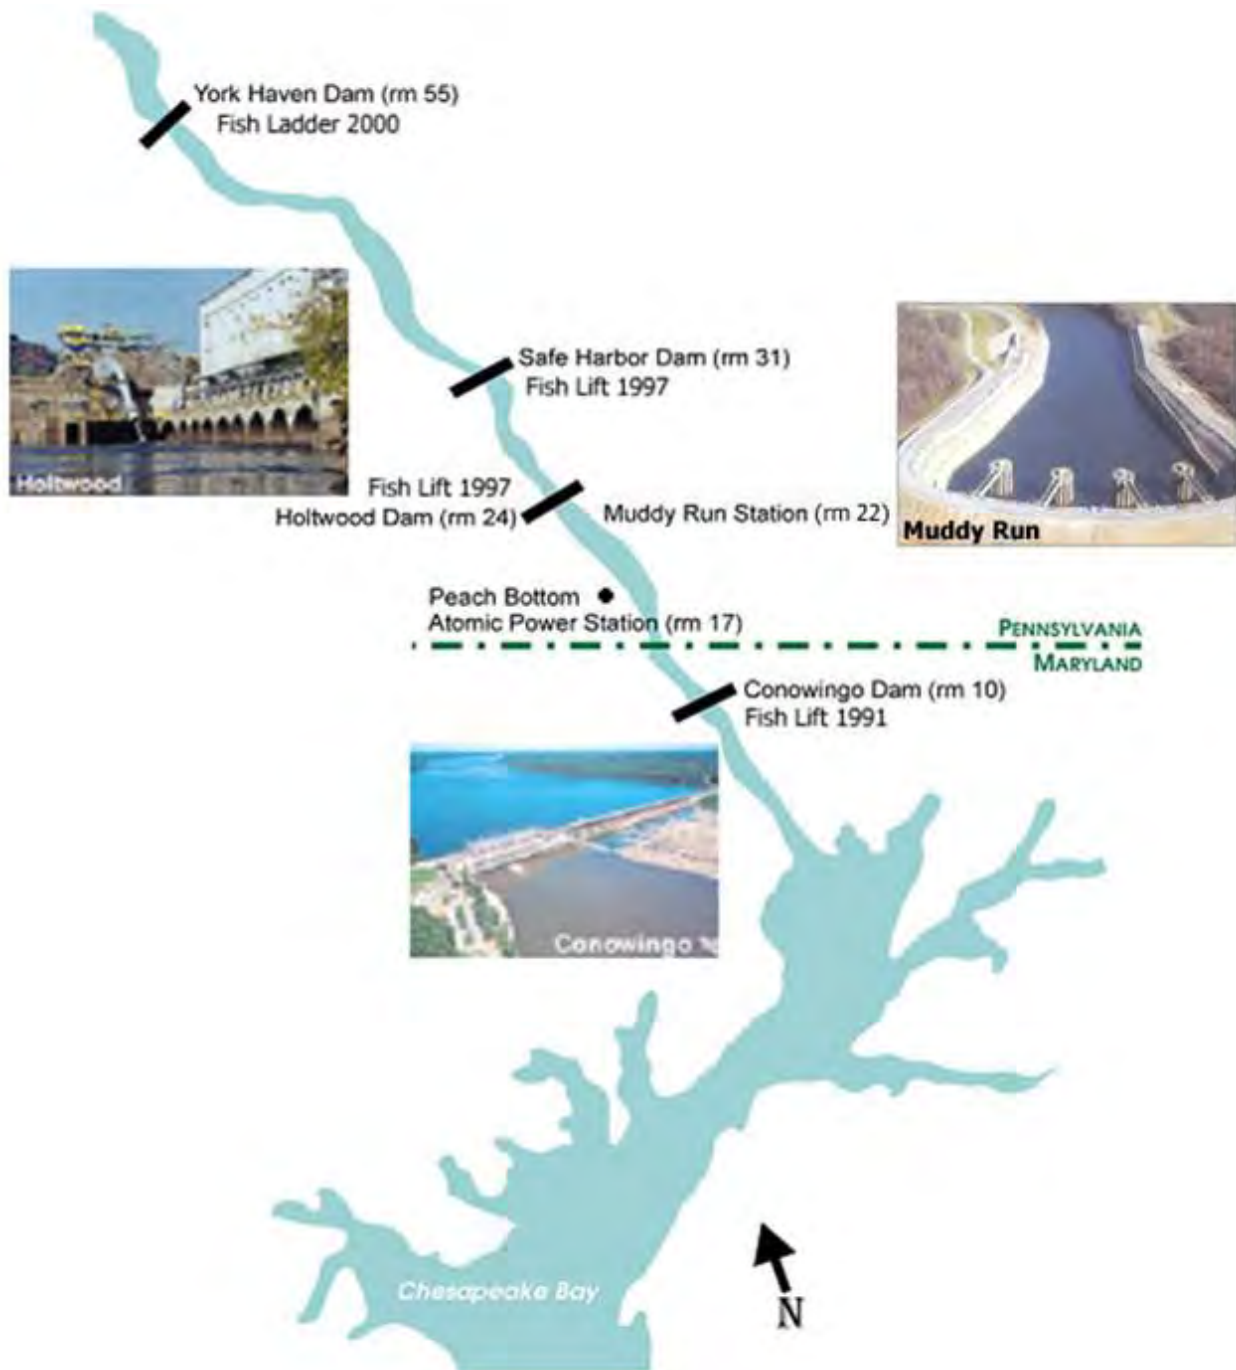 York Haven Dam (rm 55)
Fish Ladder 2000
Holtwood
Safe Harbor Dam (rm 31)
Fish Lift 1997
Fish Lift 1997
Holtwood Dam (rm 24)
Muddy Run Station (rm 22)
Muddy Run
Peach Bottom
Atomic Power Station (rm 17)
PENNSYLVANIA
MARYLAND
Conowingo Dam (rm 10)
Fish Lift 1991
Conowingo
Chesapeake Bay
N